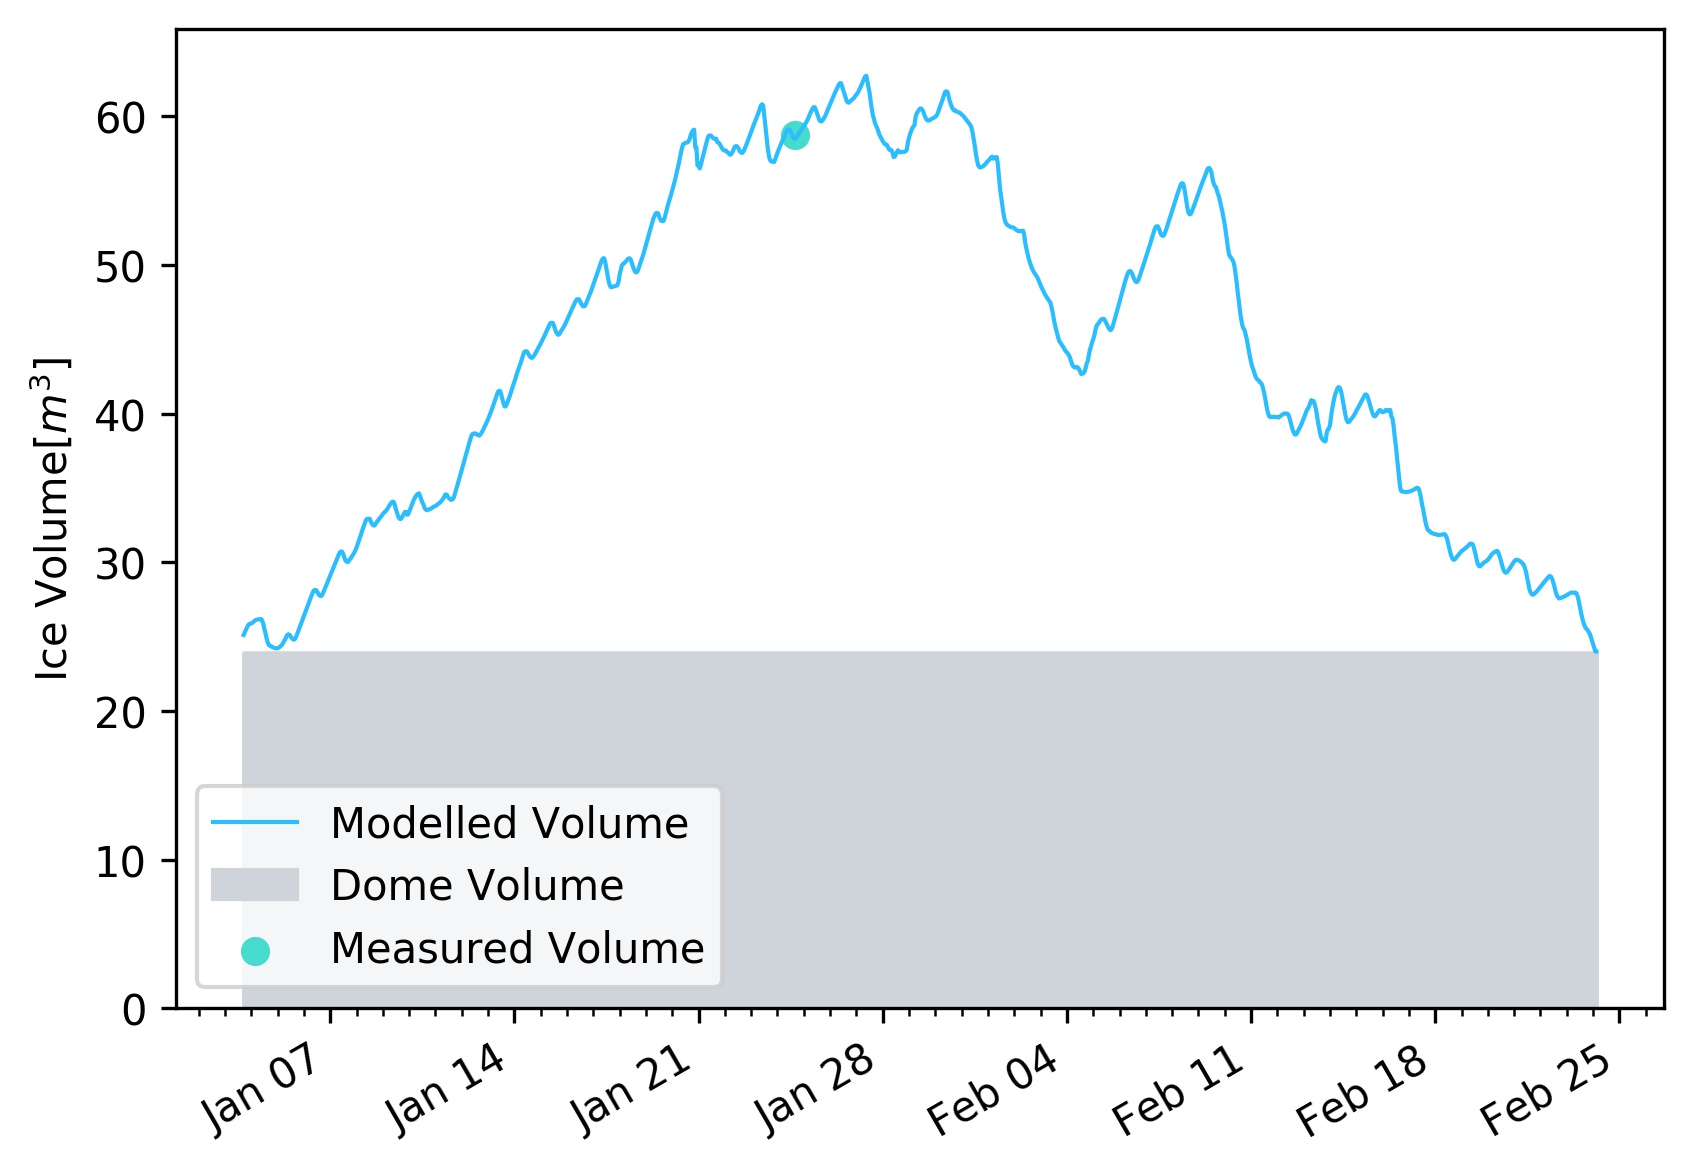 60
50
40
30
20
10
0
Ice Volume[m³]
Modelled Volume
Dome Volume
Measured Volume
Jan 07
Jan 14
Jan 21
Jan 28
Feb 04
Feb 11
Feb 18
Feb 25